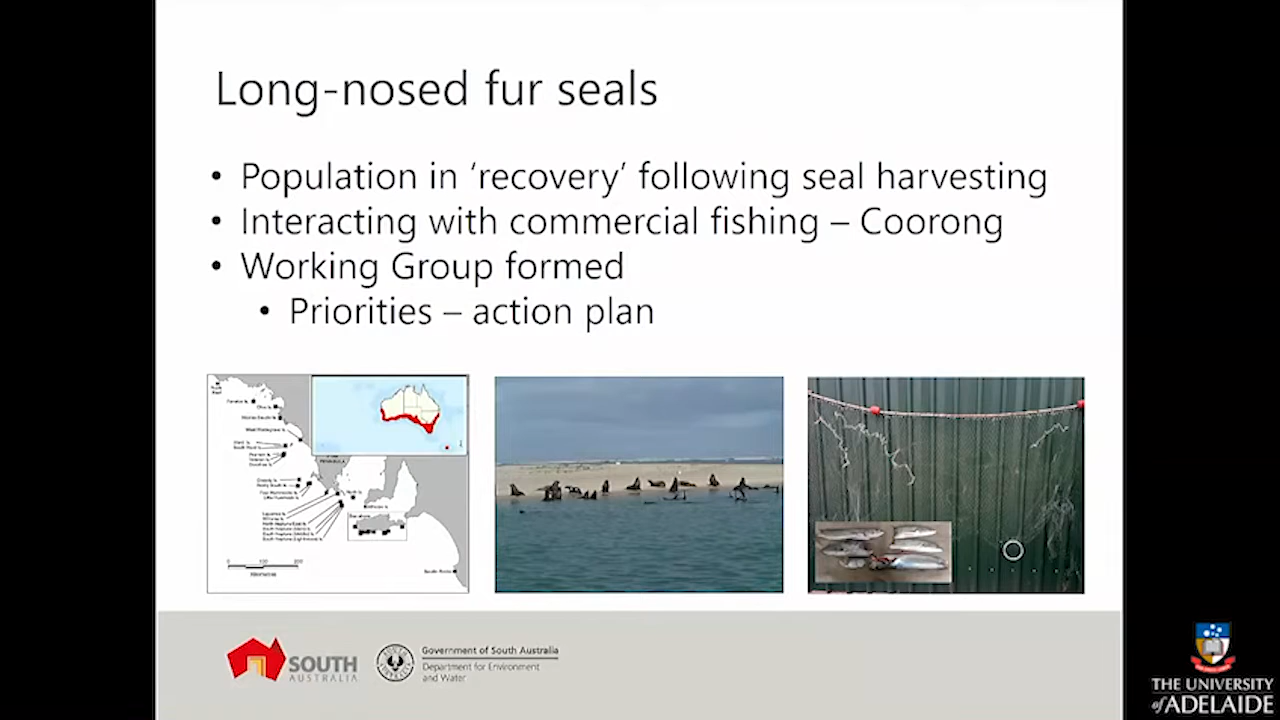 Long-nosed fur seals
• Population in ‘recovery’ following seal harvesting
• Interacting with commercial fishing – Coorong
• Working Group formed
• Priorities – action plan
SOUTH
AUSTRALIA
Government of South Australia
Department for Environment
and Water
THE UNIVERSITY
of ADELAIDE